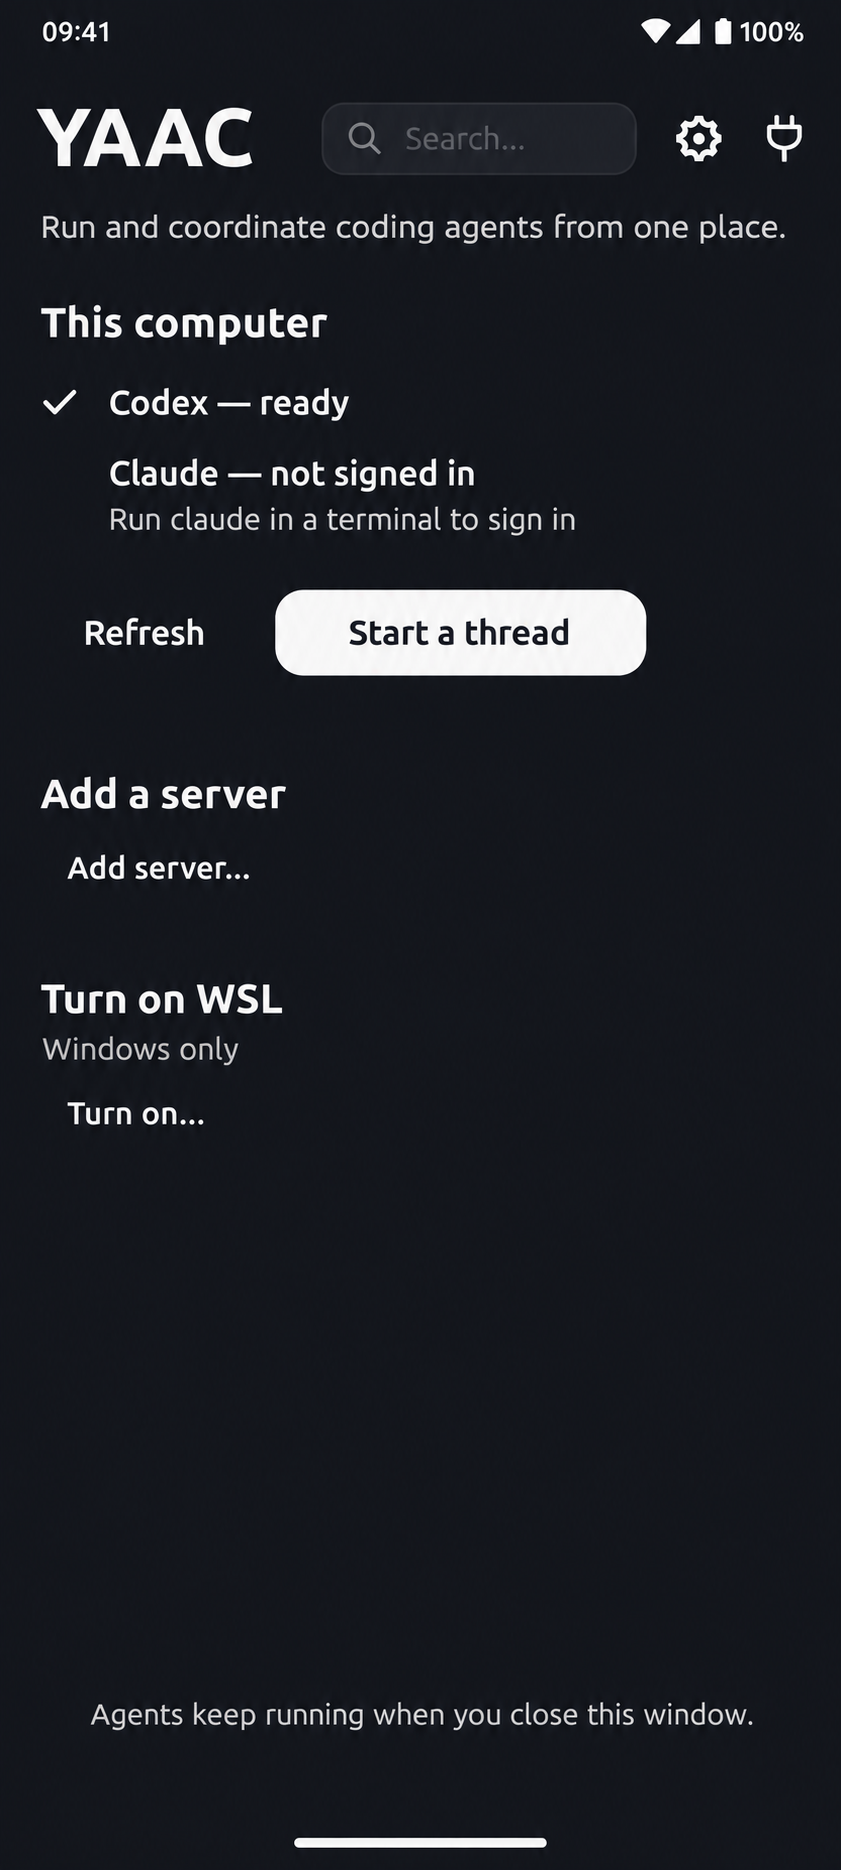 09:41
100%
YAAC
Search...
Run and coordinate coding agents from one place.
This computer
Codex — ready
Claude — not signed in
Run claude in a terminal to sign in
Refresh
Start a thread
Add a server
Add server...
Turn on WSL
Windows only
Turn on...
Agents keep running when you close this window.